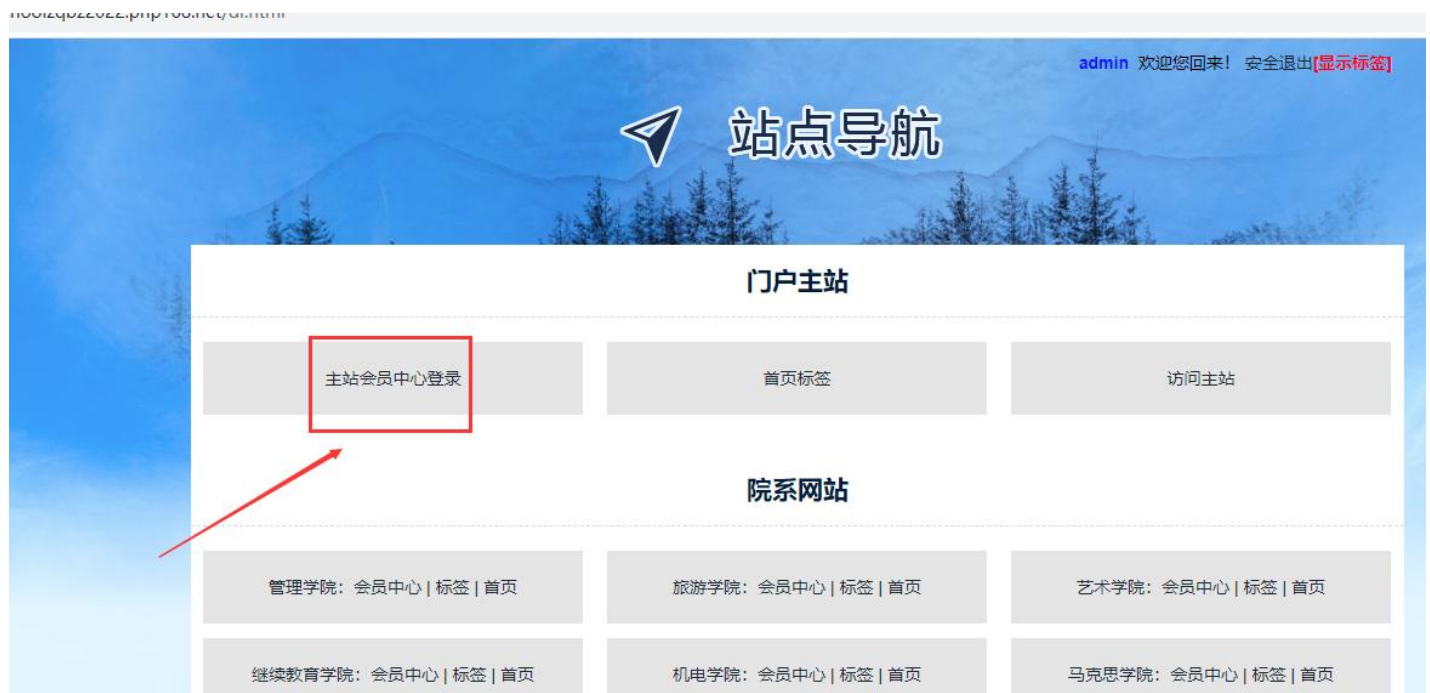 admin 欢迎您回来! 安全退出[显示标签]
站点导航
门户主站
主站会员中心登录
首页标签
访问主站
院系网站
管理学院：会员中心 | 标签 | 首页
旅游学院：会员中心 | 标签 | 首页
艺术学院：会员中心 | 标签 | 首页
继续教育学院：会员中心 | 标签 | 首页
机电学院：会员中心 | 标签 | 首页
马克思学院：会员中心 | 标签 | 首页